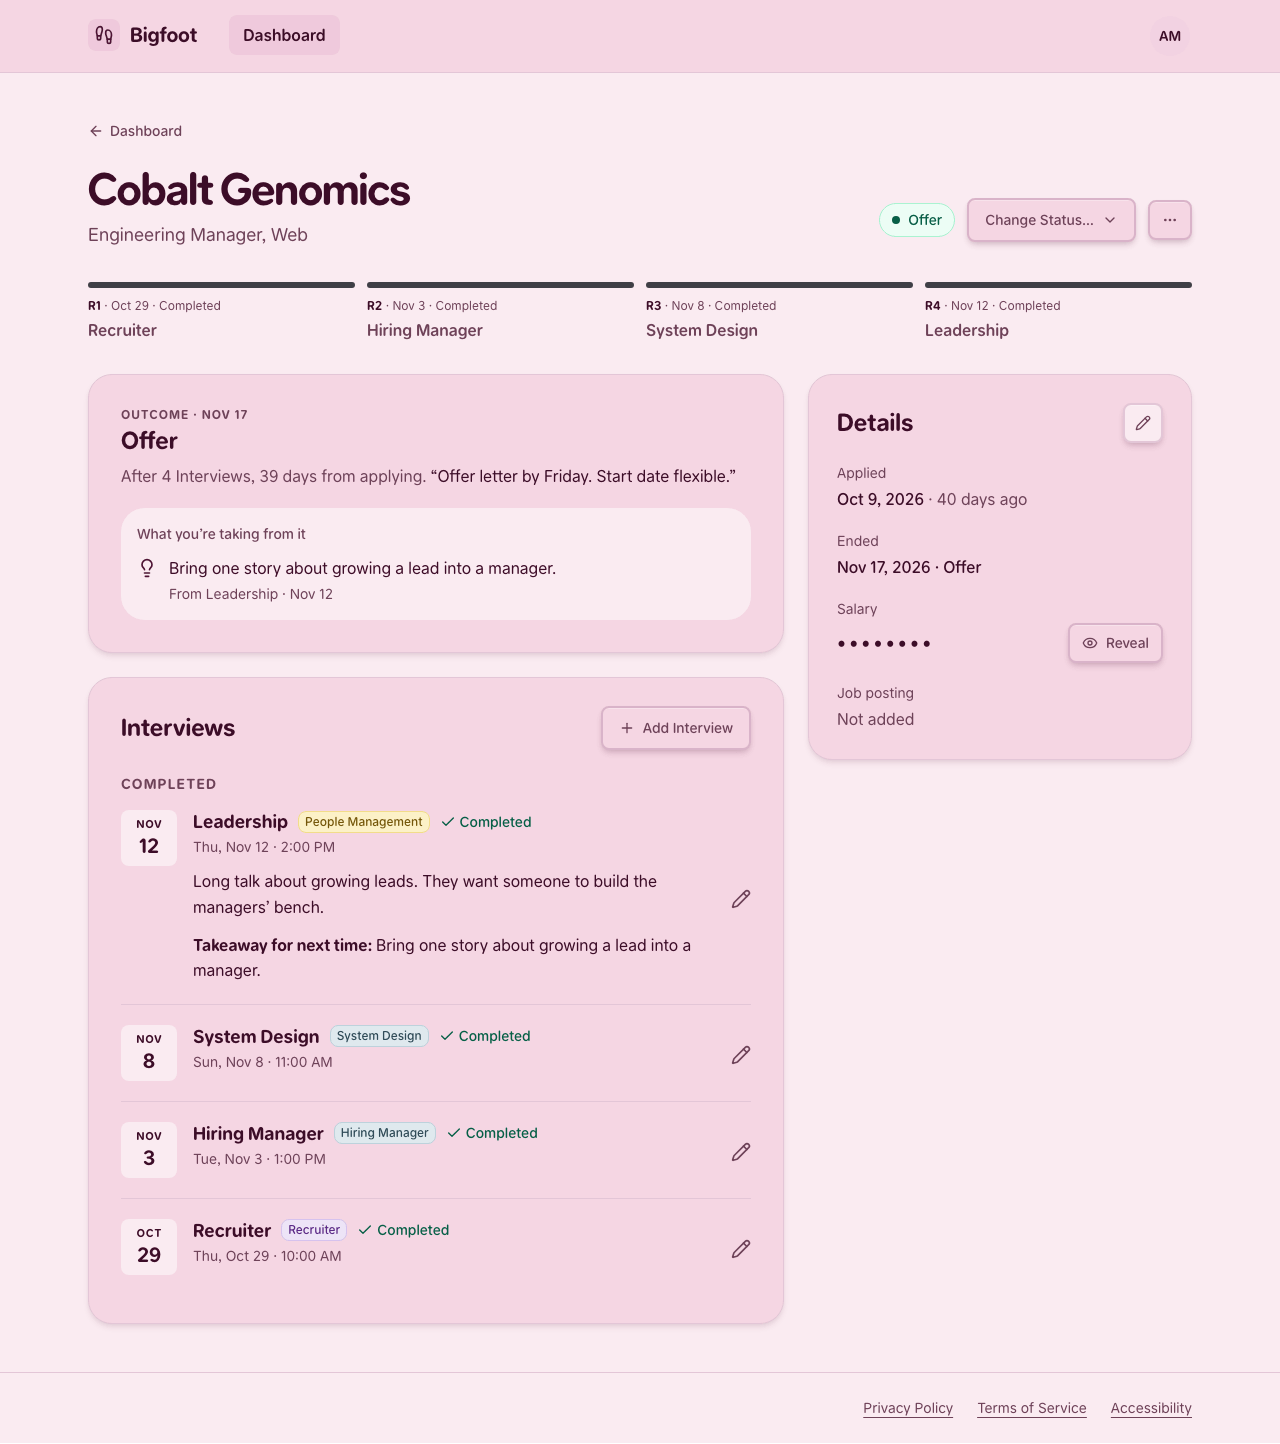 Bigfoot
Dashboard
AM
Dashboard
Cobalt Genomics
Engineering Manager, Web
Offer
Change Status...
R1 · Oct 29 · Completed
Recruiter
R2 · Nov 3 · Completed
Hiring Manager
R3 · Nov 8 · Completed
System Design
R4 · Nov 12 · Completed
Leadership
OUTCOME · NOV 17
Offer
After 4 Interviews, 39 days from applying. “Offer letter by Friday. Start date flexible.”
What you’re taking from it
Bring one story about growing a lead into a manager.
From Leadership · Nov 12
Interviews
Add Interview
COMPLETED
NOV
12
Leadership
People Management
Completed
Thu, Nov 12 · 2:00 PM
Long talk about growing leads. They want someone to build the
managers’ bench.
Takeaway for next time: Bring one story about growing a lead into a
manager.
NOV
8
System Design
System Design
Completed
Sun, Nov 8 · 11:00 AM
NOV
3
Hiring Manager
Hiring Manager
Completed
Tue, Nov 3 · 1:00 PM
OCT
29
Recruiter
Recruiter
Completed
Thu, Oct 29 · 10:00 AM
Details
Applied
Oct 9, 2026 · 40 days ago
Ended
Nov 17, 2026 · Offer
Salary
••••••••
Reveal
Job posting
Not added
Privacy Policy
Terms of Service
Accessibility